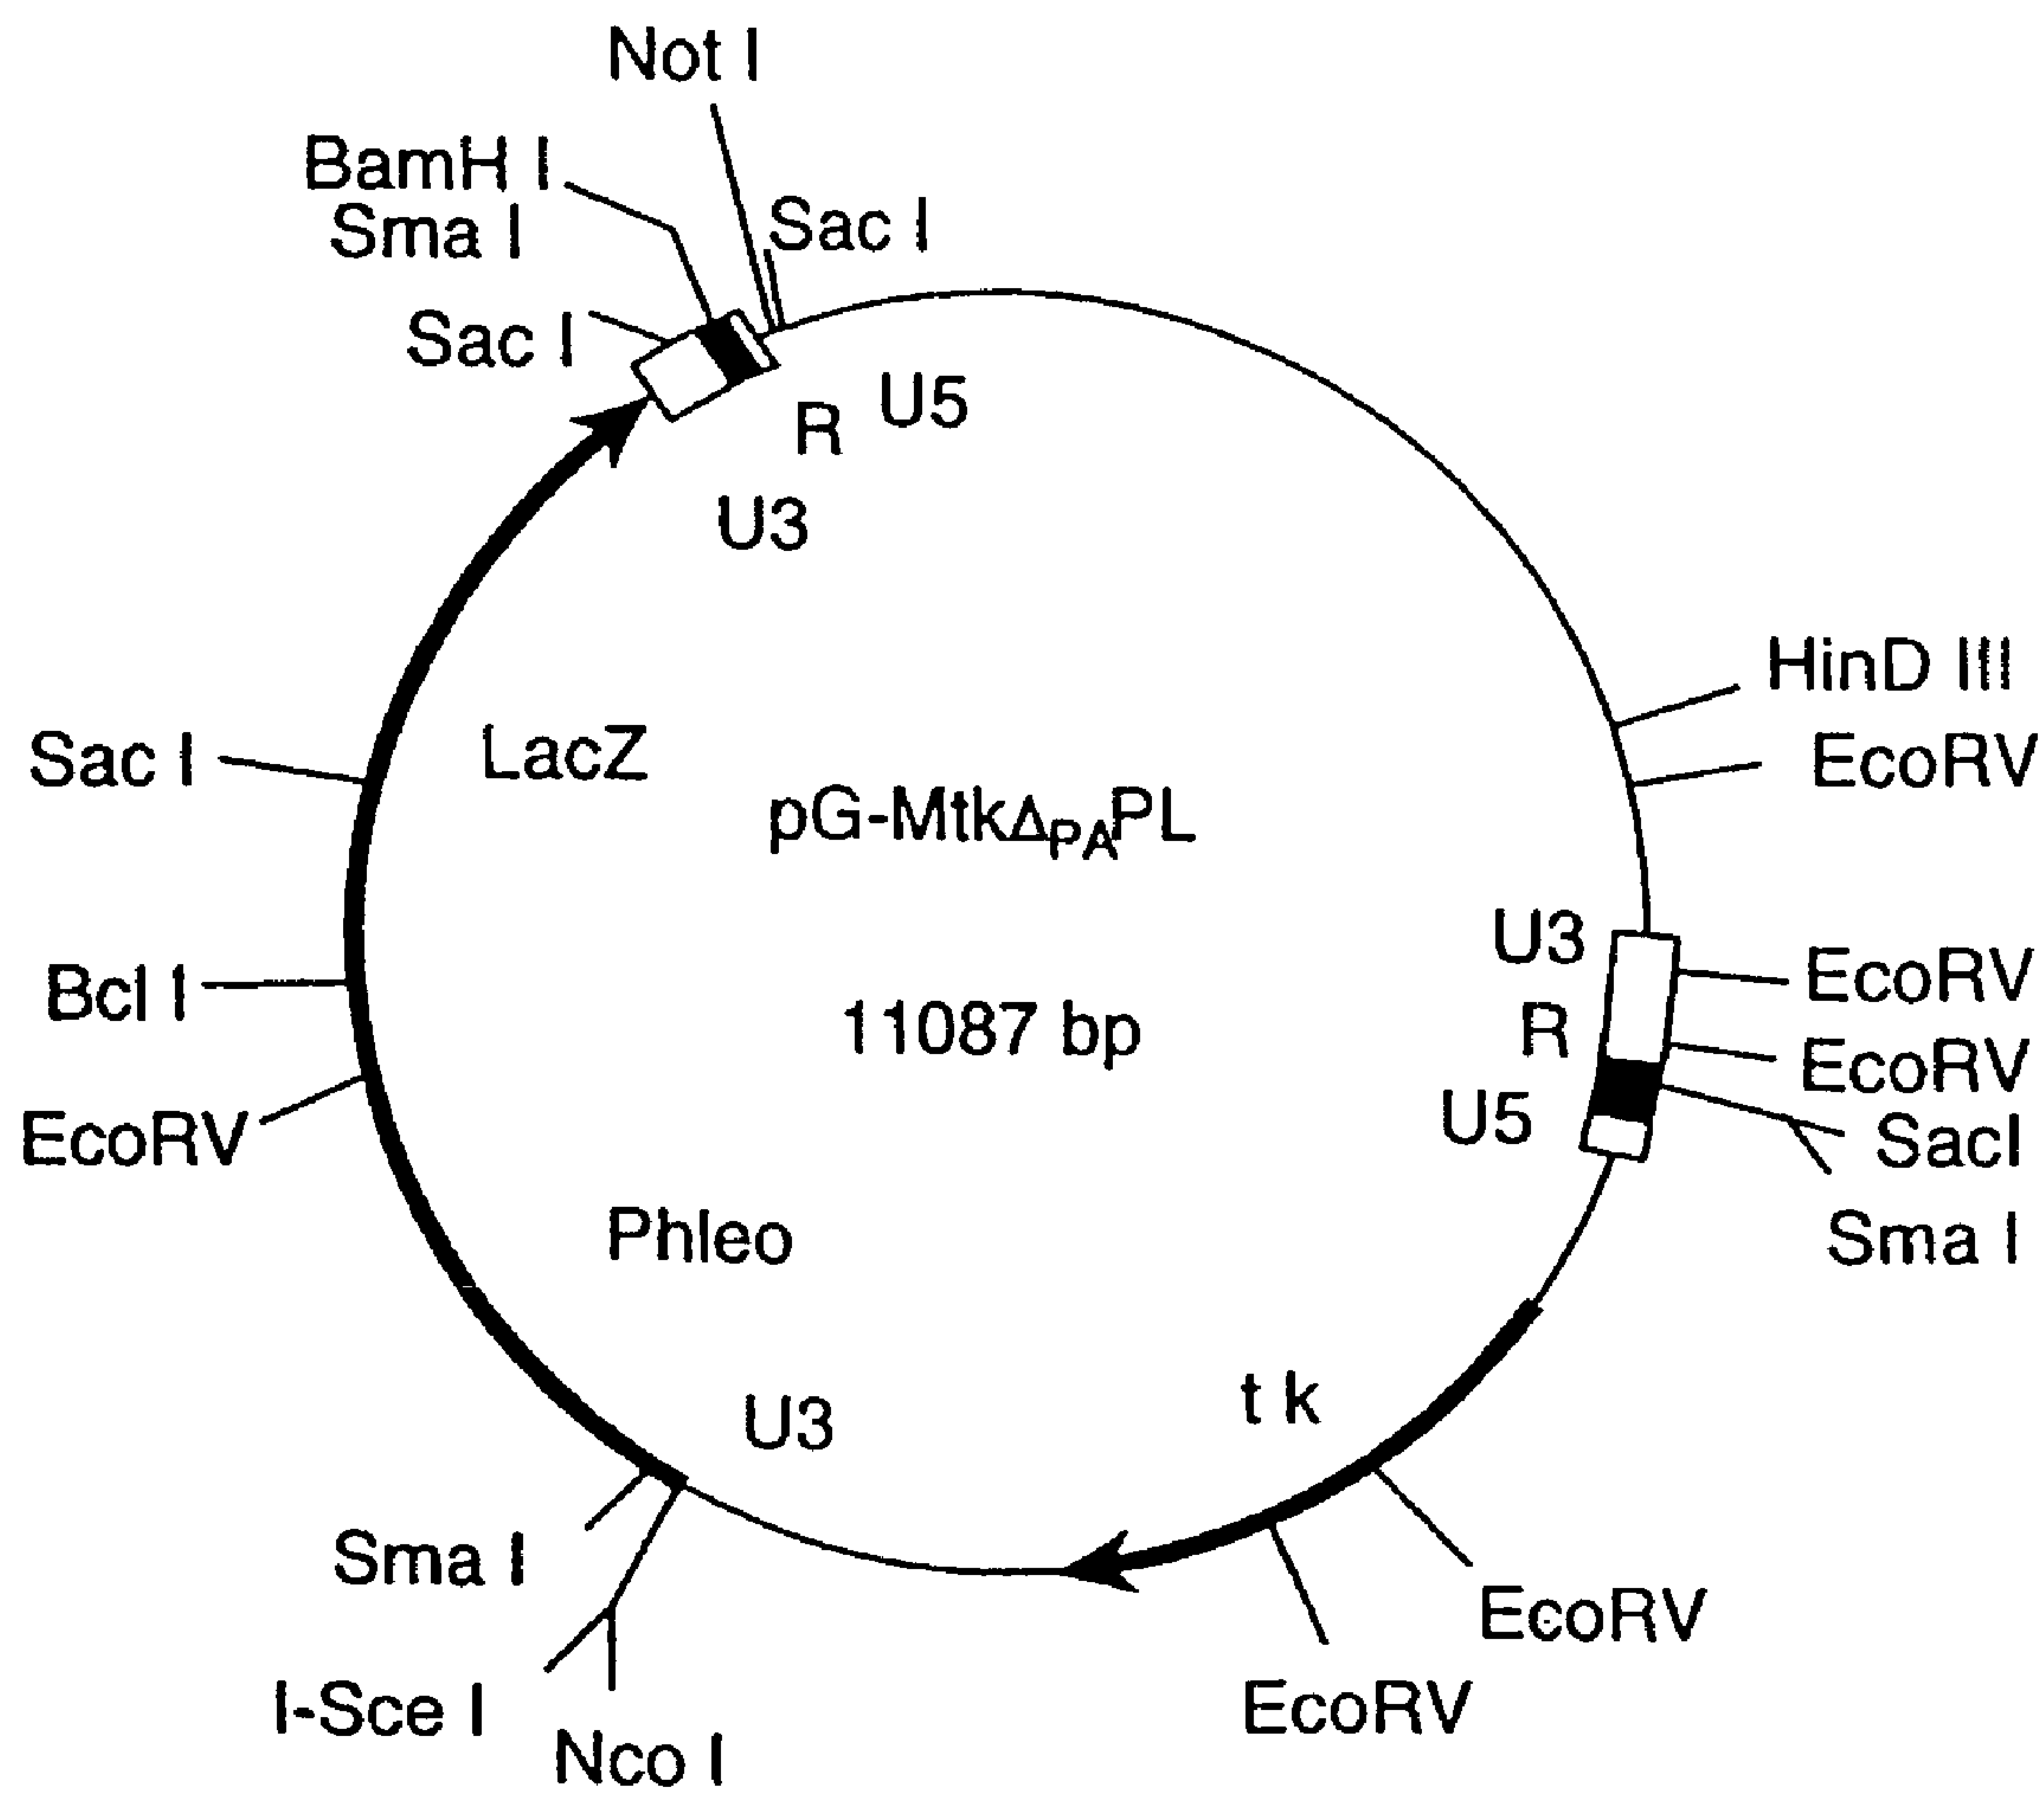 Not I
BamH I
Sma I
Sac I
Sac I
U5
R
U3
HinD III
EcoRV
Sac I
LacZ
pG-MtkΔpAPL
U3
EcoRV
Bcl I
11087 bp
R
EcoRV
EcoRV
U5
SacI
Sma I
Phleo
U3
t k
Sma I
EcoRV
I-Sce I
EcoRV
Nco I